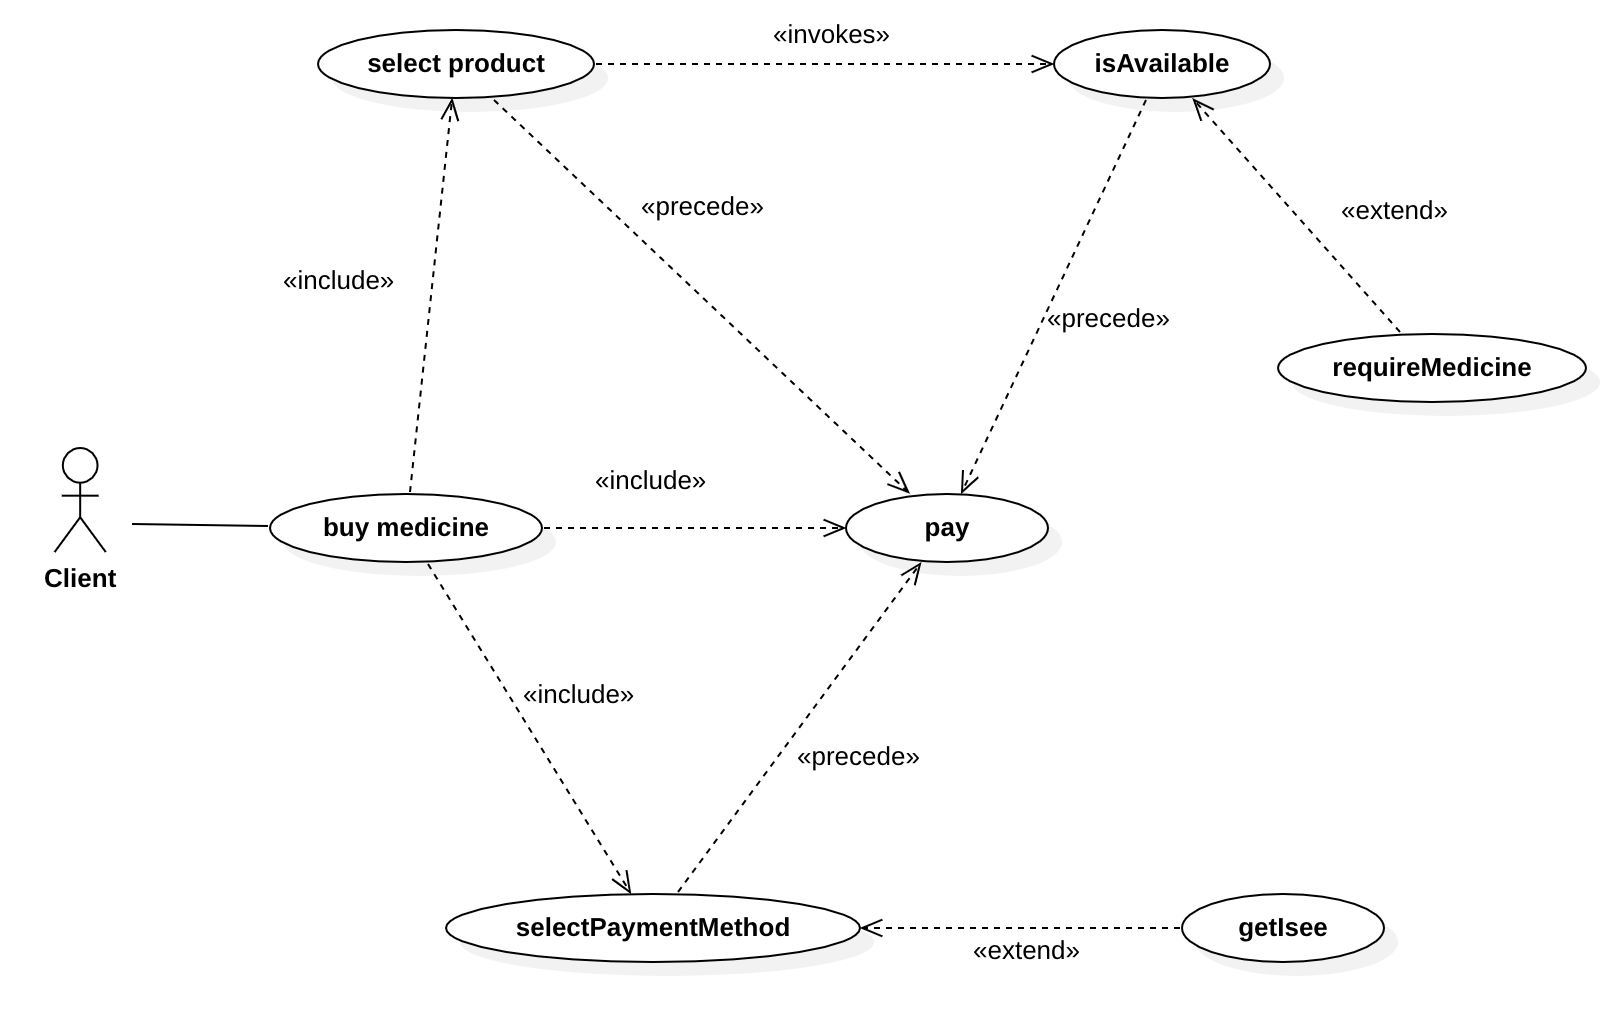 «invokes»
select product
isAvailable
«precede»
«extend»
«include»
«precede»
requireMedicine
«include»
buy medicine
pay
Client
«include»
«precede»
selectPaymentMethod
getIsee
«extend»